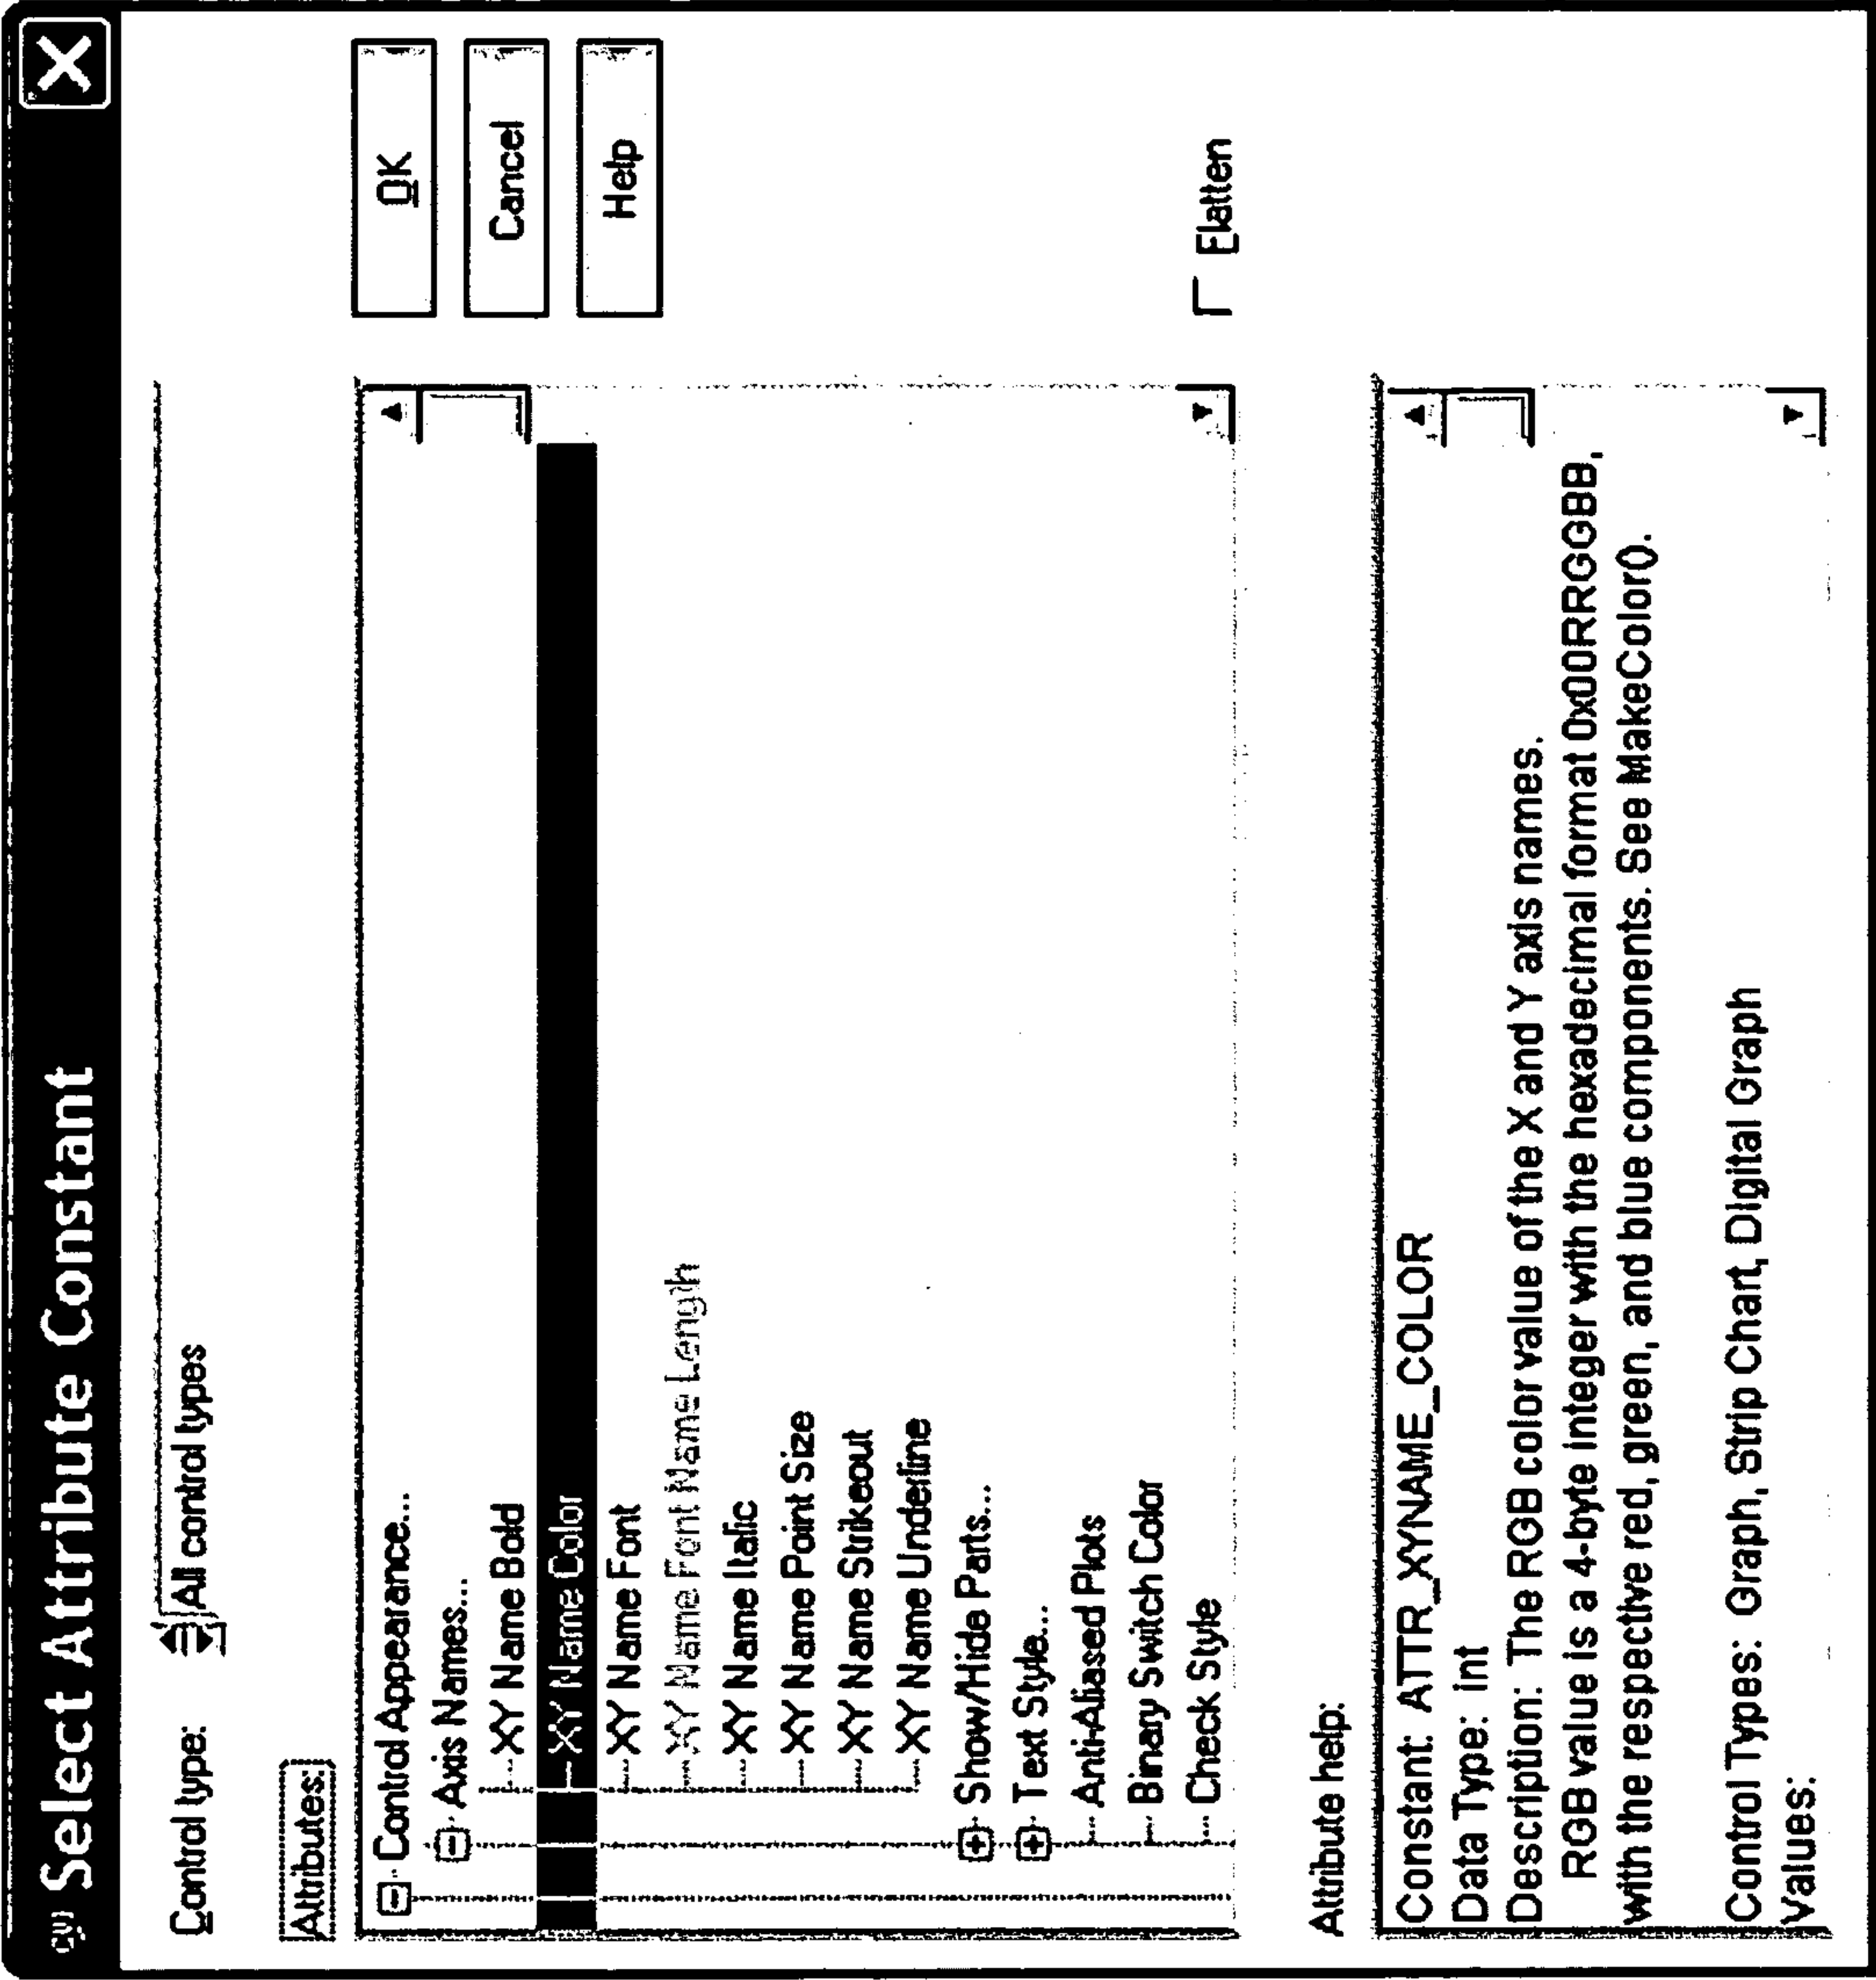 cvi Select Attribute Constant
Control type:
All control types
Attributes:
Control Appearance...
Axis Names...
XY Name Bold
XY Name Color
XY Name Font
XY Name Font Name Length
XY Name Italic
XY Name Point Size
XY Name Strikeout
XY Name Underline
Show/Hide Parts...
Text Style...
Anti-Aliased Plots
Binary Switch Color
Check Style
OK
Cancel
Help
Flatten
Attribute help:
Constant: ATTR_XYNAME_COLOR
Data Type: int
Description: The RGB color value of the X and Y axis names.
RGB value is a 4-byte integer with the hexadecimal format 0x00RRGGBB,
with the respective red, green, and blue components. See MakeColor().
Control Types: Graph, Strip Chart, Digital Graph
Values: